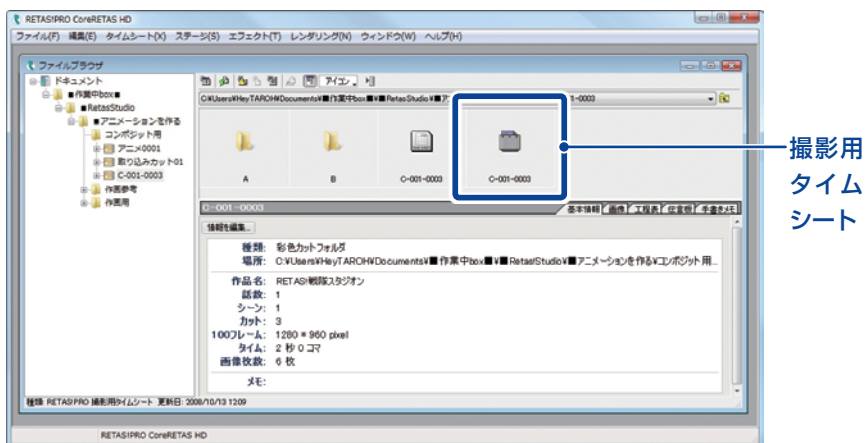 RETAS!PRO CoreRETAS HD
ファイル(F) 編集(E) タイムシート(X) ステージ(S) エフェクト(T) レンダリング(N) ウィンドウ(W) ヘルプ(H)
ファイルブラウザ
ドキュメント
■作業中box■
■RetasStudio
■アニメーションを作る
コンポジット用
アニメ0001
取り込みカット01
C-001-0003
作画参考
作画用
アイコン
C:¥Users¥HeyTAROH¥Documents¥■作業中box■¥■RetasStudio¥■ア
1-0003
A
B
C-001-0003
C-001-0003
撮影用
タイム
シート
C-001-0003
基本情報 画像 工程表 伝言板 手書きメモ
情報を編集...
種類: 彩色カットフォルダ
場所: C:¥Users¥HeyTAROH¥Documents¥■作業中box■¥■RetasStudio¥■アニメーションを作る¥コンポジット用...
作品名: RETAS!戦隊スタジオン
話数: 1
シーン: 1
カット: 3
100フレーム: 1280 * 960 pixel
タイム: 2 秒 0 コマ
画像枚数: 6 枚
メモ:
種類: RETAS!PRO 撮影用タイムシート 更新日: 2008/10/13 12:09
RETAS!PRO CoreRETAS HD